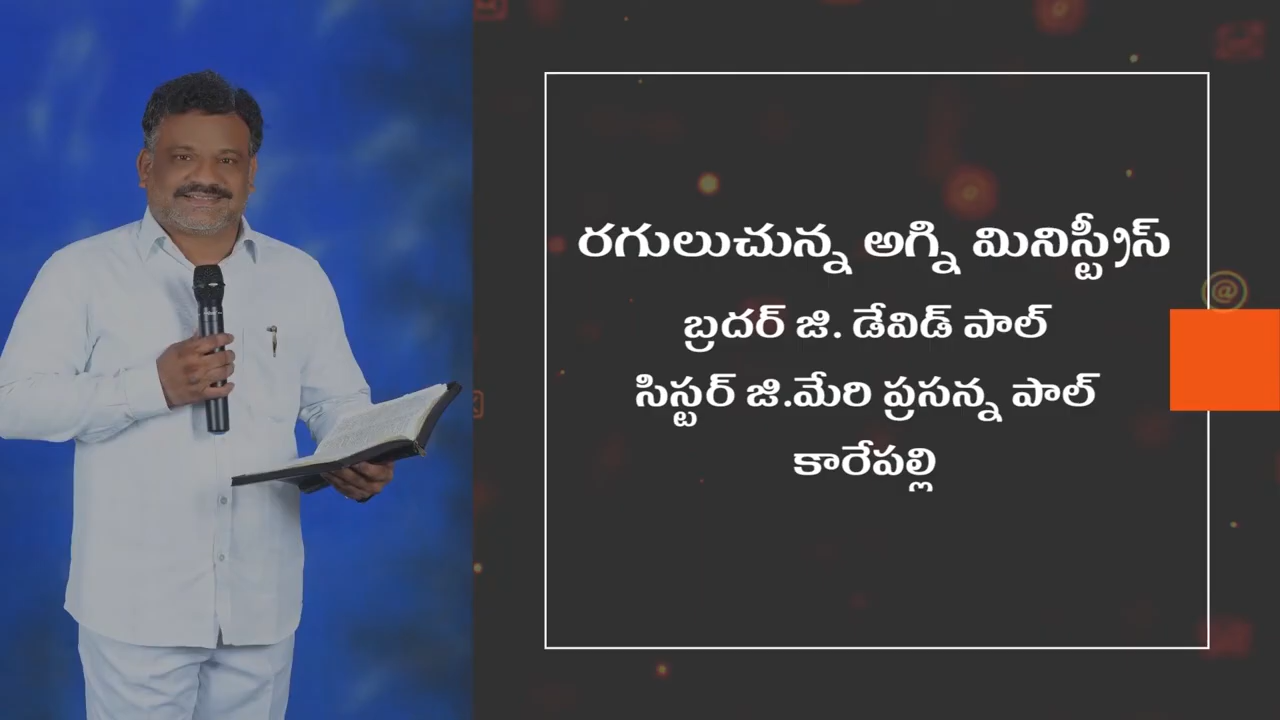 రగులుచున్న అగ్ని మినిస్ట్రీస్
బ్రదర్ జి. డేవిడ్ పాల్
సిస్టర్ జి.మేరి ప్రసన్న పాల్
కారేపల్లి
@